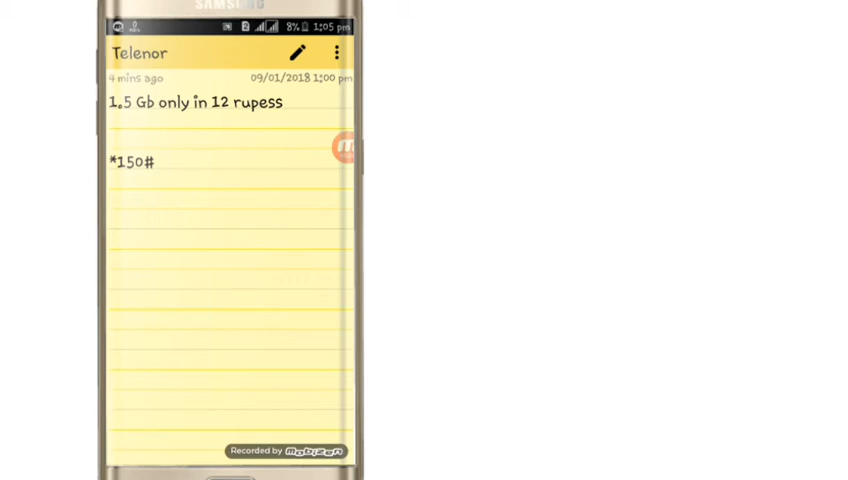 SAMSUNG
8% 1:05 pm
Telenor
4 mins ago 09/01/2018 1:00 pm
1.5 Gb only in 12 rupess
*150#
Recorded by mobizen